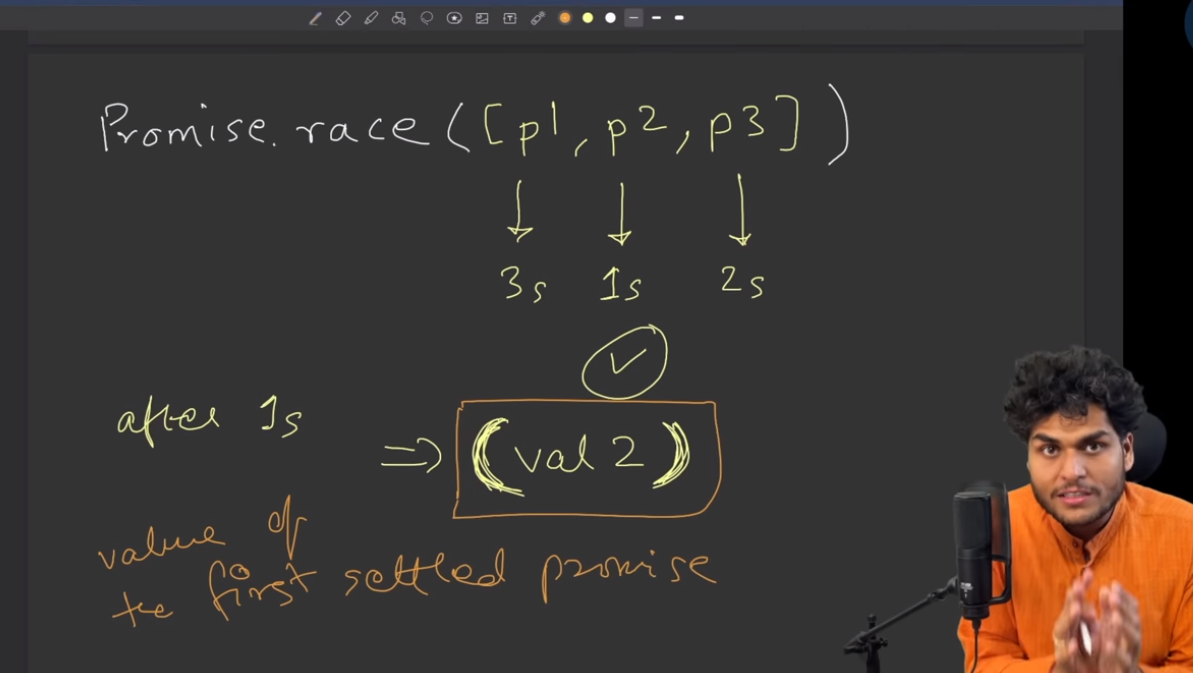 Promise.race([p1, p2, p3])
3s 1s 2s
after 1s
⇒ (val 2)
value of
the first settled promise